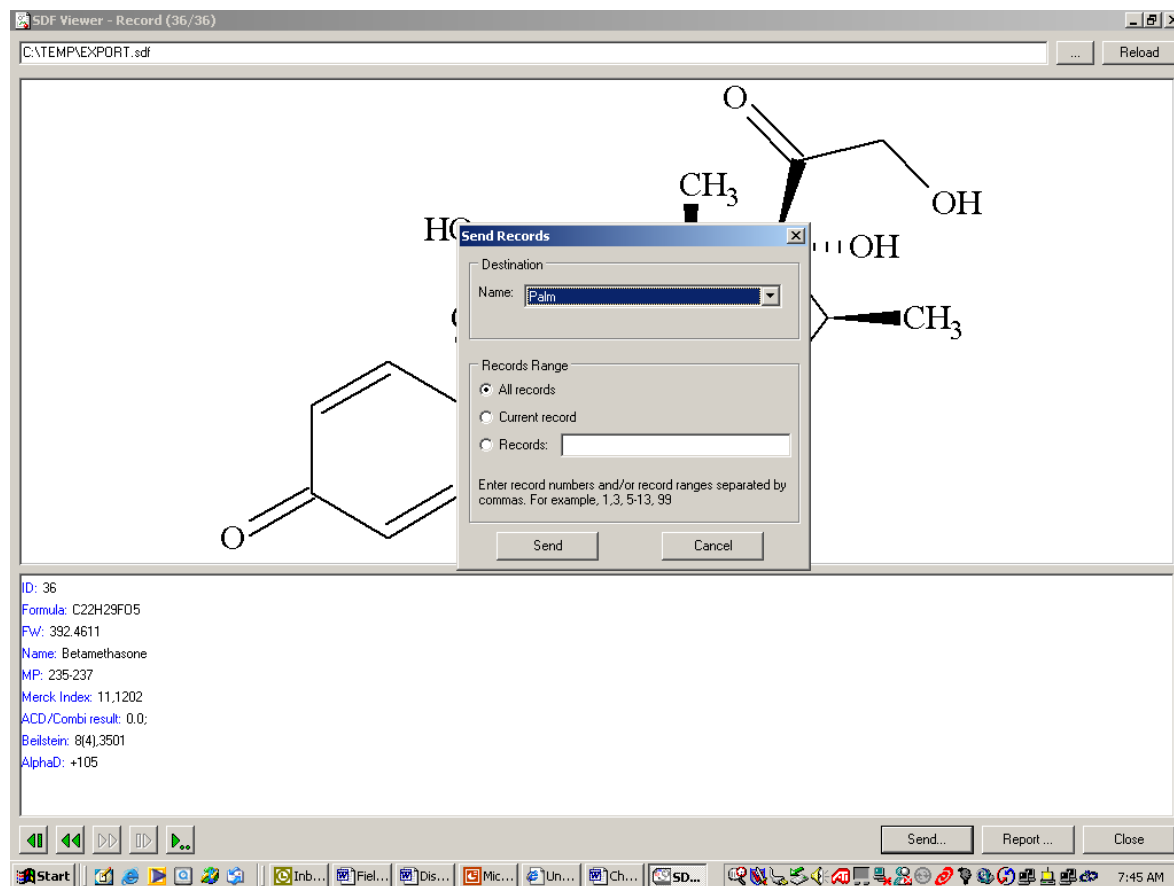 SDF Viewer - Record (36/36)
C:\TEMP\EXPORT.sdf
...
Reload
O
CH3
OH
HO
OH
CH3
O
Send Records
Destination
Name: Palm
Records Range
All records
Current record
Records:
Enter record numbers and/or record ranges separated by
commas. For example, 1,3, 5-13, 99
Send
Cancel
ID: 36
Formula: C22H29FO5
FW: 392.4611
Name: Betamethasone
MP: 235-237
Merck Index: 11,1202
ACD/Combi result: 0.0;
Beilstein: 8(4),3501
AlphaD: +105
Send... Report ... Close
Start Inb... Fiel... Dis... Mic... Un... Ch... SD... 7:45 AM